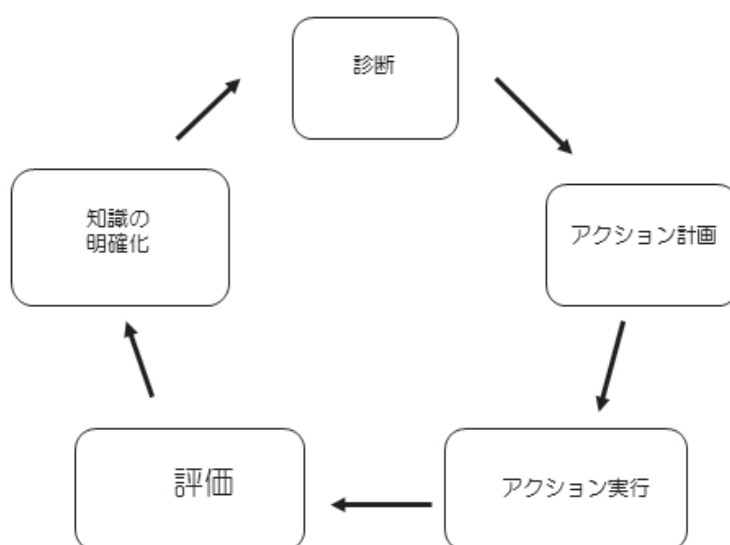 診断
アクション計画
アクション実行
評価
知識の
明確化